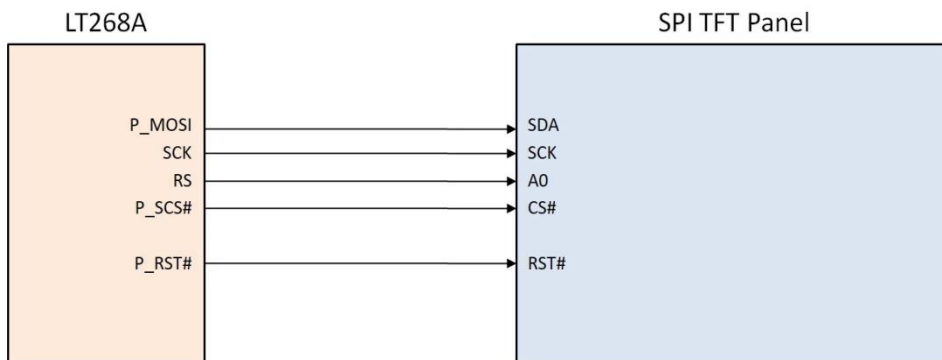 LT268A
SPI TFT Panel
P_MOSI
SDA
SCK
SCK
RS
A0
P_SCS#
CS#
P_RST#
RST#